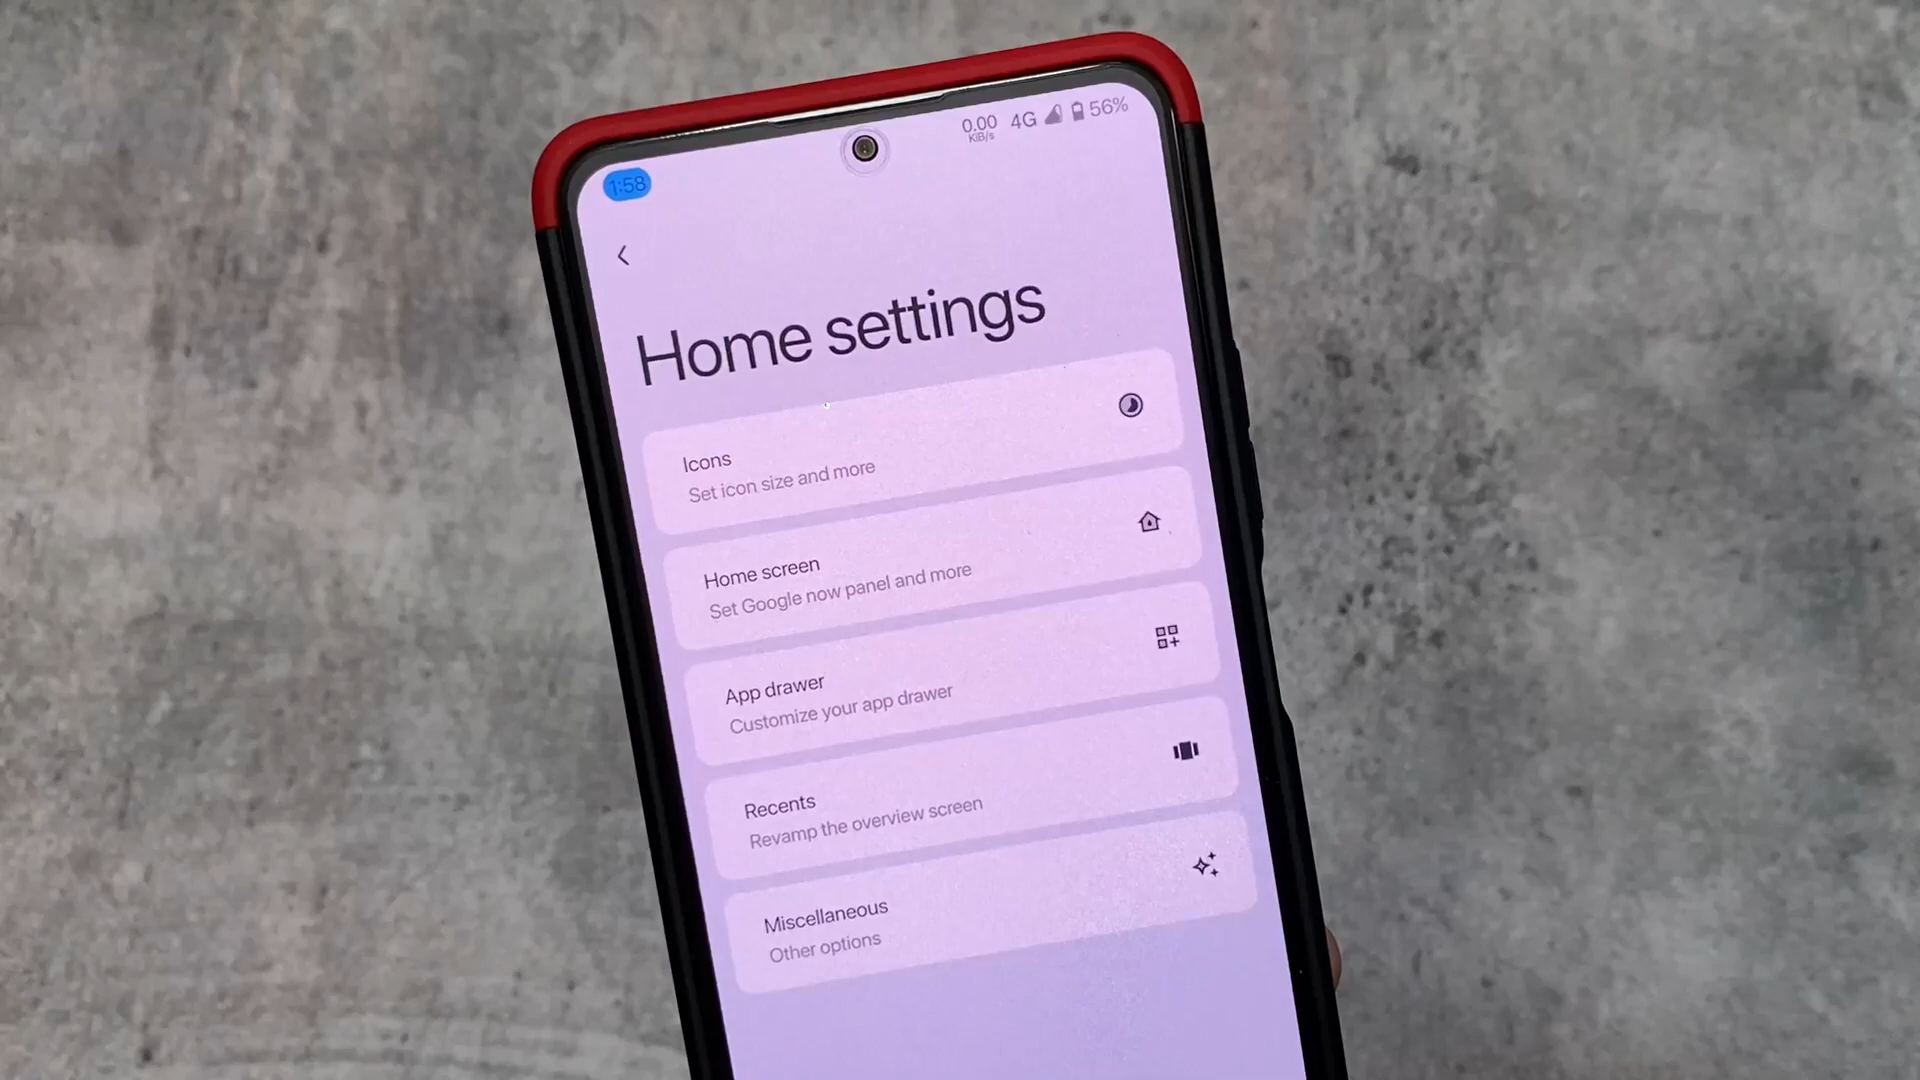 1:58
0.00
KiB/s
4G
56%
Home settings
Icons
Set icon size and more
Home screen
Set Google now panel and more
App drawer
Customize your app drawer
Recents
Revamp the overview screen
Miscellaneous
Other options